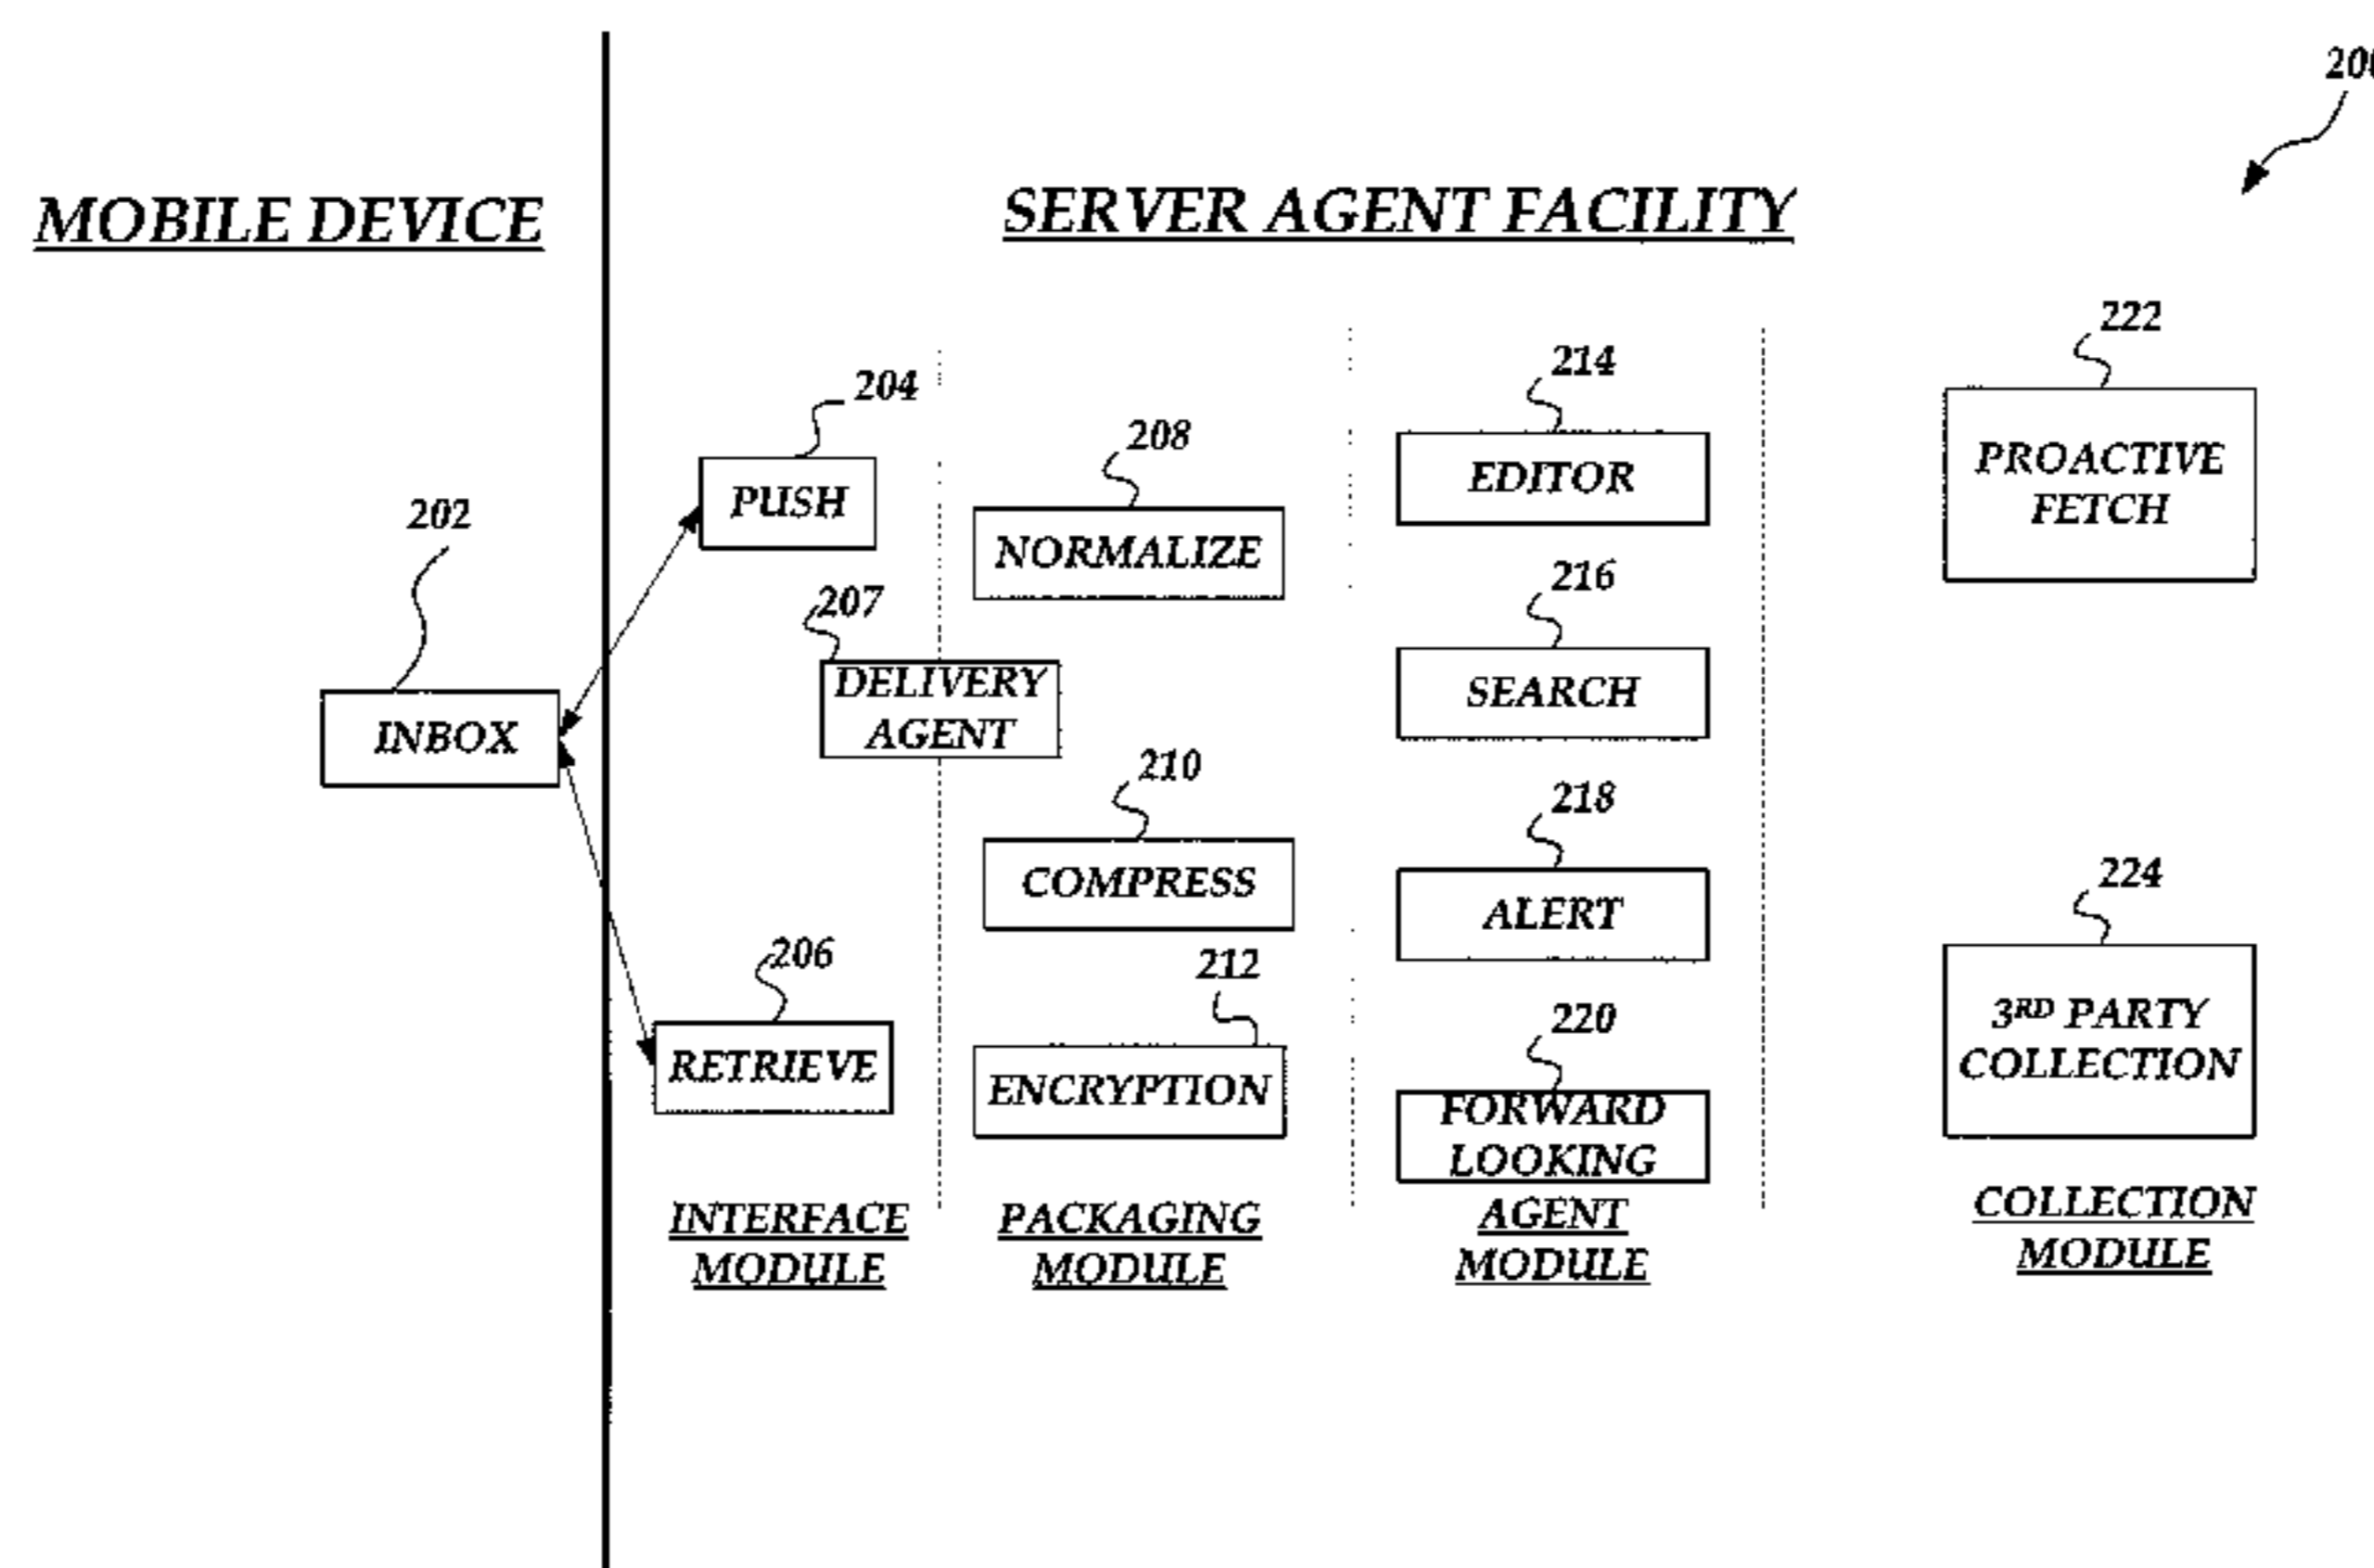 200
MOBILE DEVICE
SERVER AGENT FACILITY
222
214
204
208
PROACTIVE
FETCH
EDITOR
PUSH
202
NORMALIZE
216
207
DELIVERY
AGENT
SEARCH
INBOX
210
218
224
COMPRESS
ALERT
206
212
3RD PARTY
COLLECTION
220
RETRIEVE
ENCRYPTION
FORWARD
LOOKING
INTERFACE
MODULE
PACKAGING
MODULE
AGENT
MODULE
COLLECTION
MODULE